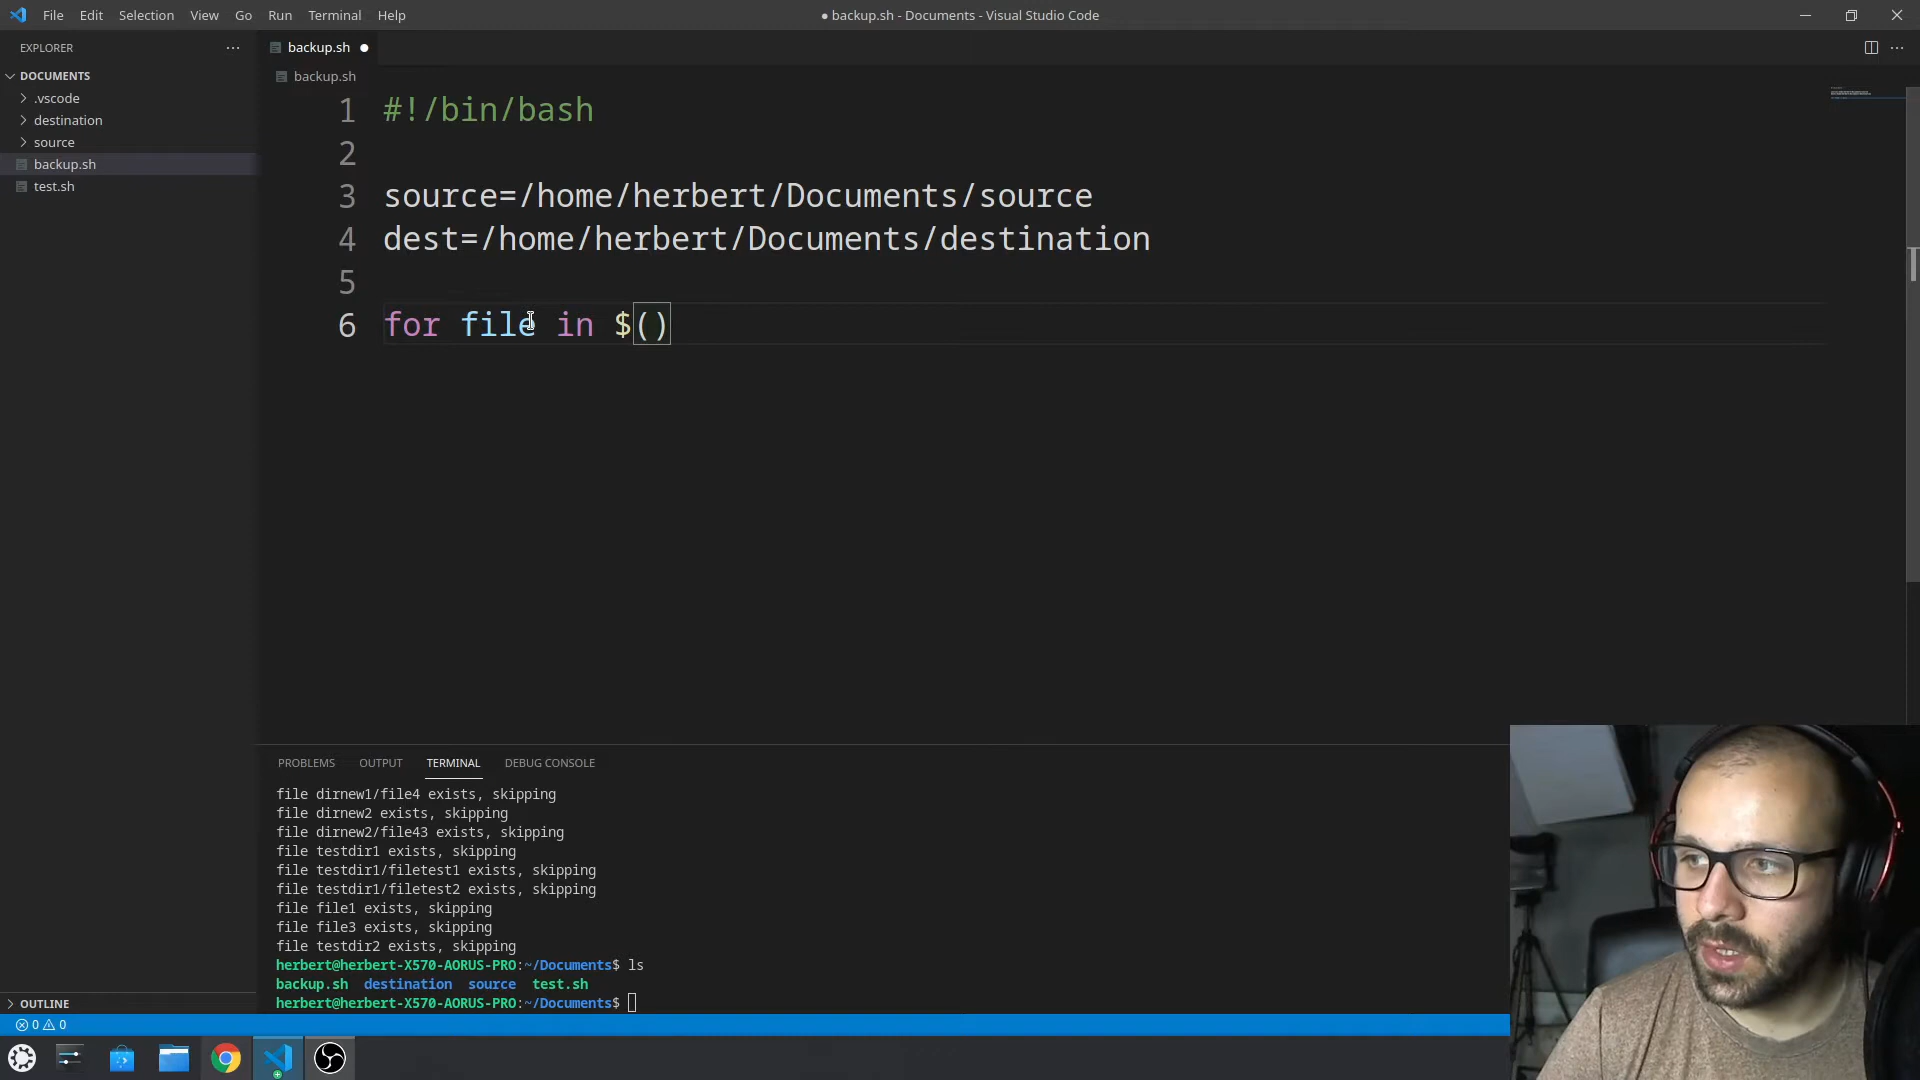 File Edit Selection View Go Run Terminal Help
● backup.sh - Documents - Visual Studio Code
EXPLORER
DOCUMENTS
.vscode
destination
source
backup.sh
test.sh
OUTLINE
backup.sh
backup.sh
1 #!/bin/bash
2
3 source=/home/herbert/Documents/source
4 dest=/home/herbert/Documents/destination
5
6 for file in $()
PROBLEMS OUTPUT TERMINAL DEBUG CONSOLE
file dirnew1/file4 exists, skipping
file dirnew2 exists, skipping
file dirnew2/file43 exists, skipping
file testdir1 exists, skipping
file testdir1/filetest1 exists, skipping
file testdir1/filetest2 exists, skipping
file file1 exists, skipping
file file3 exists, skipping
file testdir2 exists, skipping
herbert@herbert-X570-AORUS-PRO:~/Documents$ ls
backup.sh destination source test.sh
herbert@herbert-X570-AORUS-PRO:~/Documents$
0 0